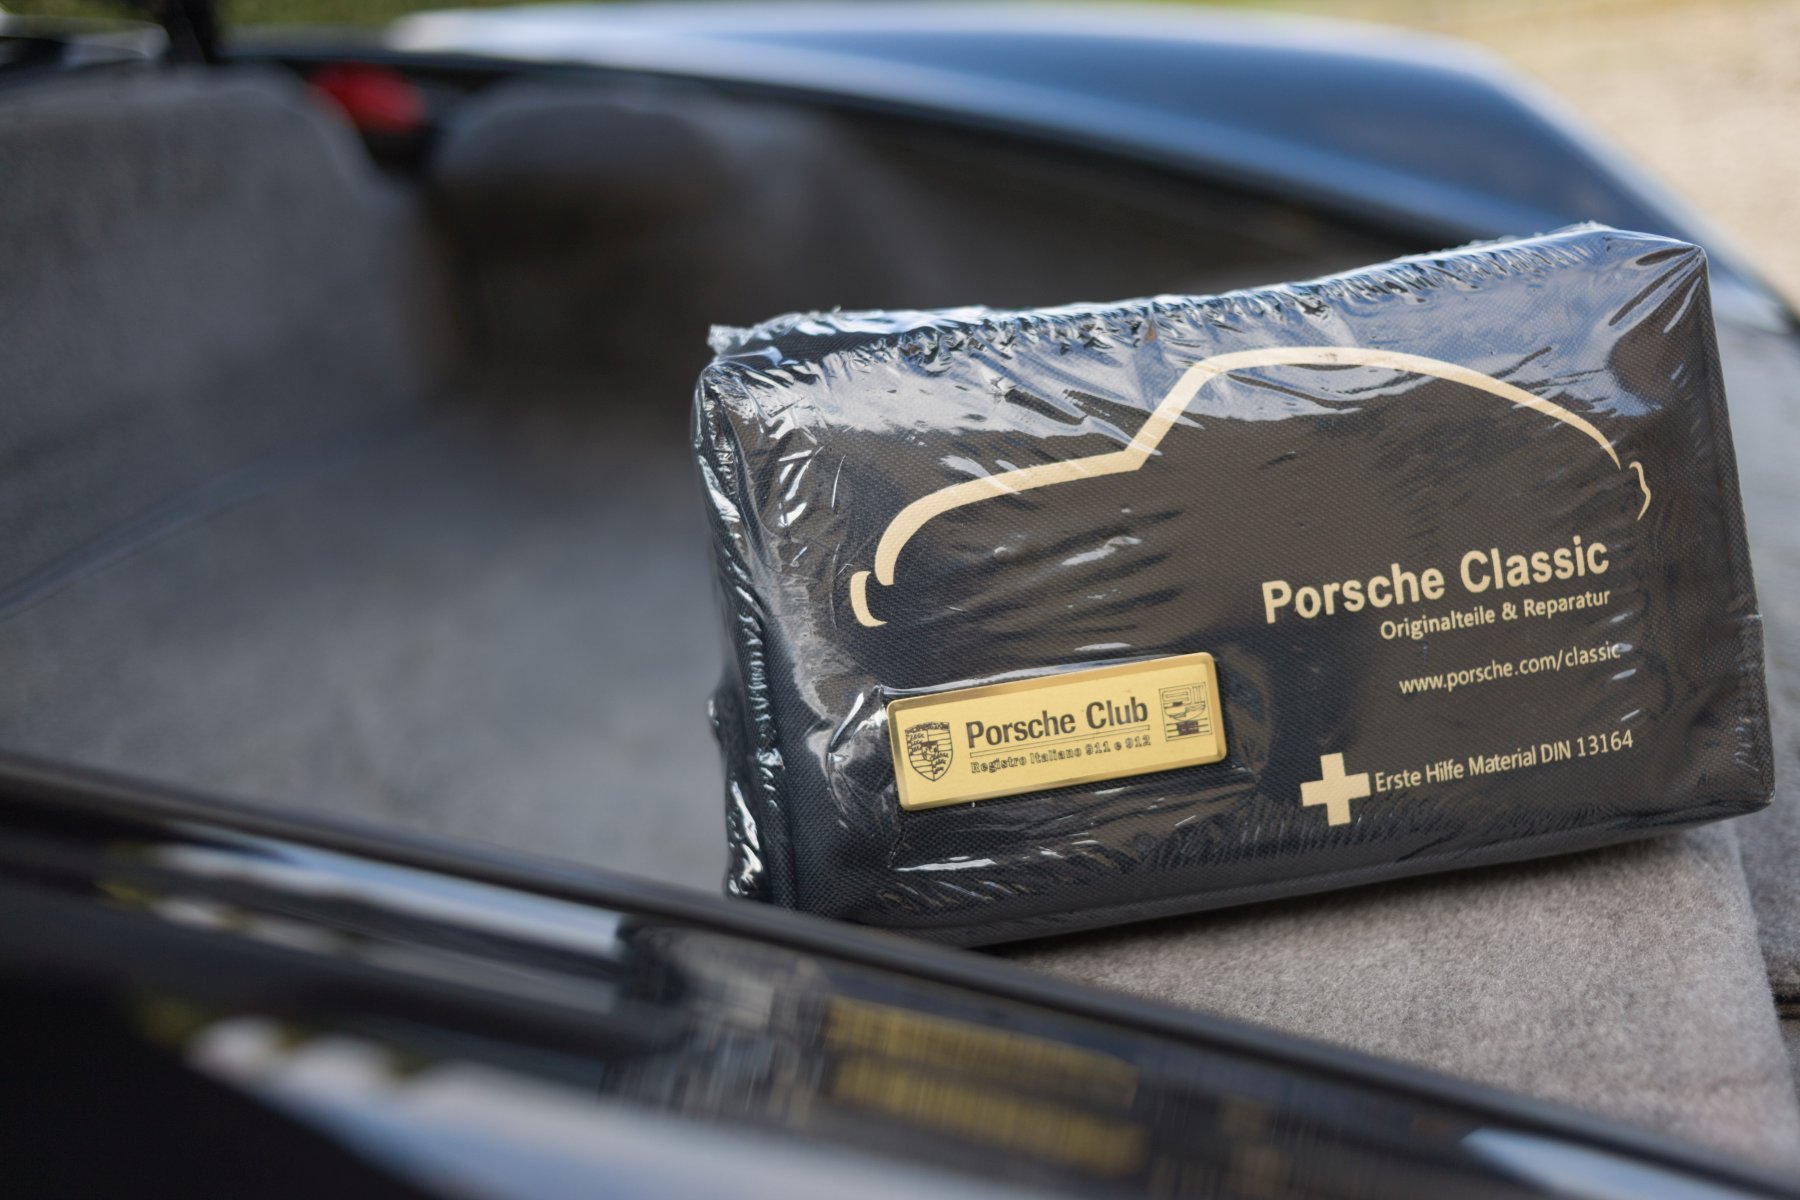 Porsche Classic
Originalteile & Reparatur
www.porsche.com/classic
Porsche Club
Registro Italiano 911 e 912
Erste Hilfe Material DIN 13164